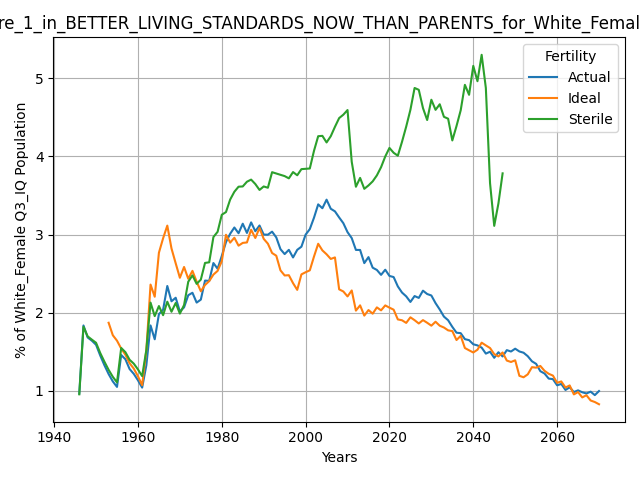 re_1_in_BETTER_LIVING_STANDARDS_NOW_THAN_PARENTS_for_White_Femal
Fertility
Actual
Ideal
Sterile
% of White_Female Q3_IQ Population
5
4
3
2
1
1940
1960
1980
2000
2020
2040
2060
Years